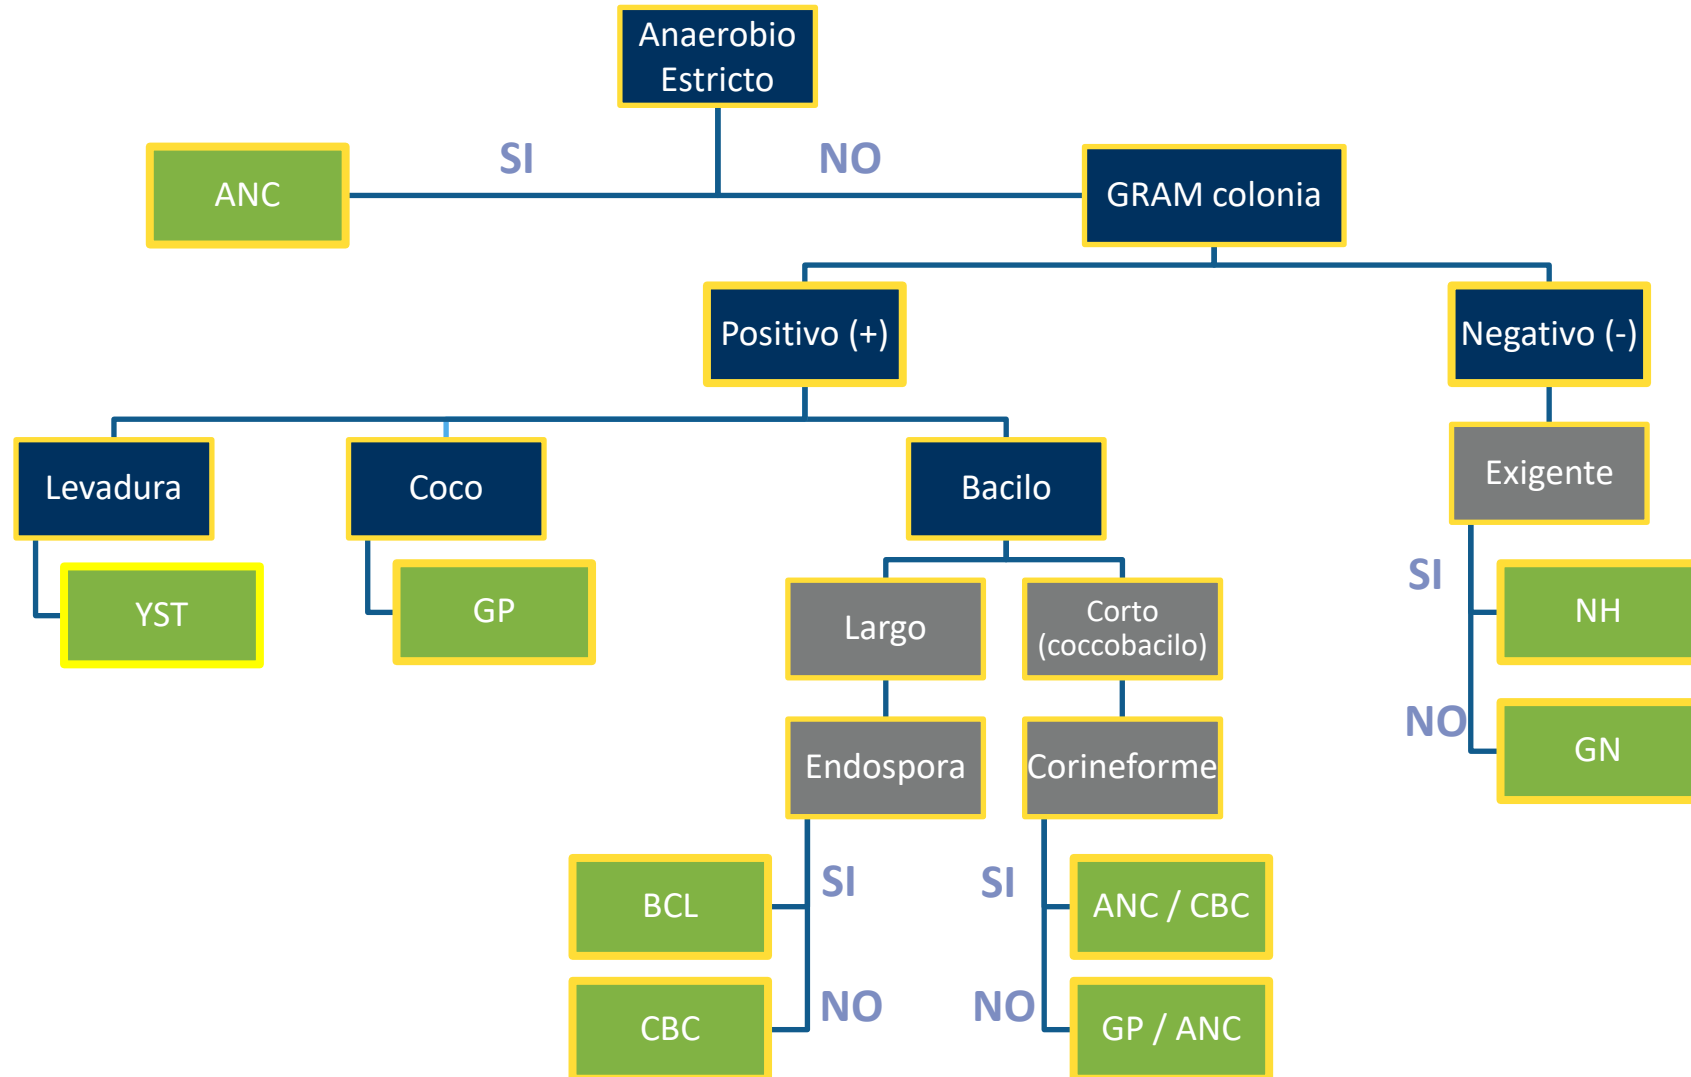 Anaerobio
Estricto
SI
NO
ANC
GRAM colonia
Positivo (+)
Negativo (-)
Levadura
Coco
Bacilo
Exigente
YST
GP
Largo
Corto
(coccobacilo)
SI
NH
Endospora
Corineforme
NO
GN
BCL
SI
SI
ANC / CBC
CBC
NO
NO
GP / ANC